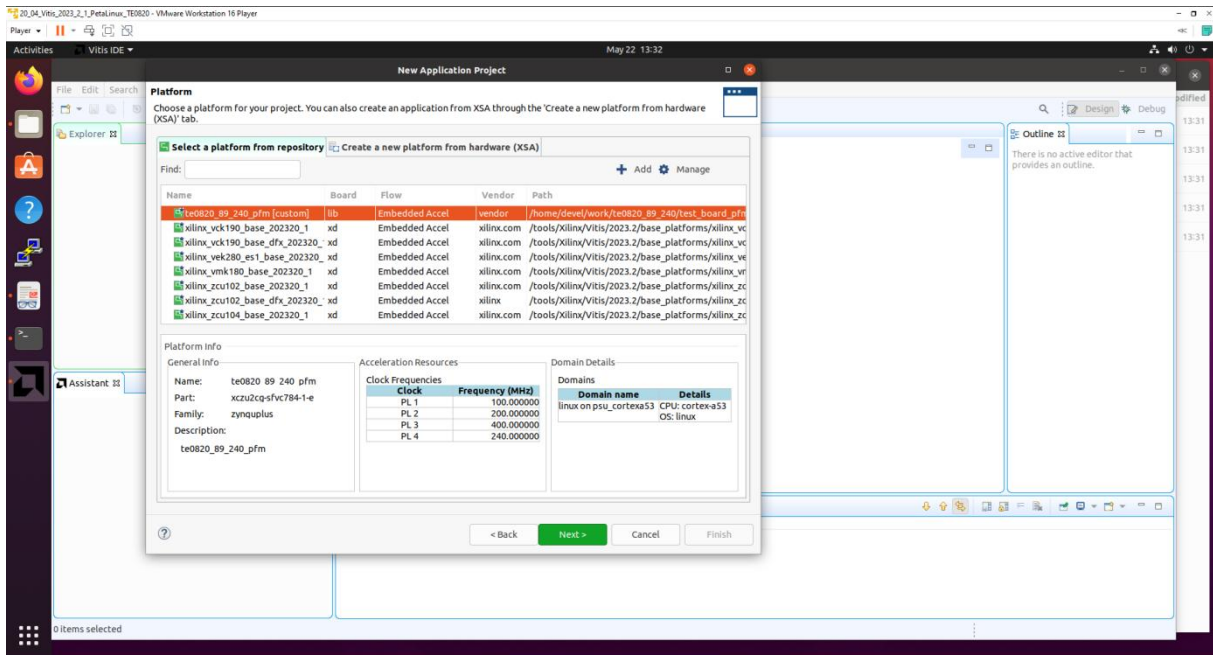 20_04_Vitis_2023_2_1_PetaLinux_TE0820 - VMware Workstation 16 Player
Player
Activities
Vitis IDE
May 22 13:32
New Application Project
File Edit Search
Platform
Choose a platform for your project. You can also create an application from XSA through the 'Create a new platform from hardware
(XSA)' tab.
Design
Debug
13:31
13:31
13:31
13:31
13:31
Explorer
Select a platform from repository
Create a new platform from hardware (XSA)
Find:
Add
Manage
Name Board Flow Vendor Path
te0820_89_240_pfm [custom] lib Embedded Accel vendor /home/devel/work/te0820_89_240/test_board_pfm
xilinx_vck190_base_202320_1 xd Embedded Accel xilinx.com /tools/Xilinx/Vitis/2023.2/base_platforms/xilinx_vc
xilinx_vck190_base_dfx_202320_ xd Embedded Accel xilinx.com /tools/Xilinx/Vitis/2023.2/base_platforms/xilinx_vc
xilinx_vek280_es1_base_202320_ xd Embedded Accel xilinx.com /tools/Xilinx/Vitis/2023.2/base_platforms/xilinx_ve
xilinx_vmk180_base_202320_1 xd Embedded Accel xilinx.com /tools/Xilinx/Vitis/2023.2/base_platforms/xilinx_vm
xilinx_zcu102_base_202320_1 xd Embedded Accel xilinx.com /tools/Xilinx/Vitis/2023.2/base_platforms/xilinx_zc
xilinx_zcu102_base_dfx_202320_ xd Embedded Accel xilinx /tools/Xilinx/Vitis/2023.2/base_platforms/xilinx_zc
xilinx_zcu104_base_202320_1 xd Embedded Accel xilinx.com /tools/Xilinx/Vitis/2023.2/base_platforms/xilinx_zc
Outline
There is no active editor that
provides an outline.
Platform Info
General Info
Name: te0820_89_240_pfm
Part: xczu2cg-sfvc784-1-e
Family: zynquplus
Description:
te0820_89_240_pfm
Acceleration Resources
Clock Frequencies
Clock Frequency (MHz)
PL 1 100.000000
PL 2 200.000000
PL 3 400.000000
PL 4 240.000000
Domain Details
Domains
Domain name Details
linux on psu_cortexa53 CPU: cortex-a53
OS: linux
Assistant
< Back
Next >
Cancel
Finish
0 items selected